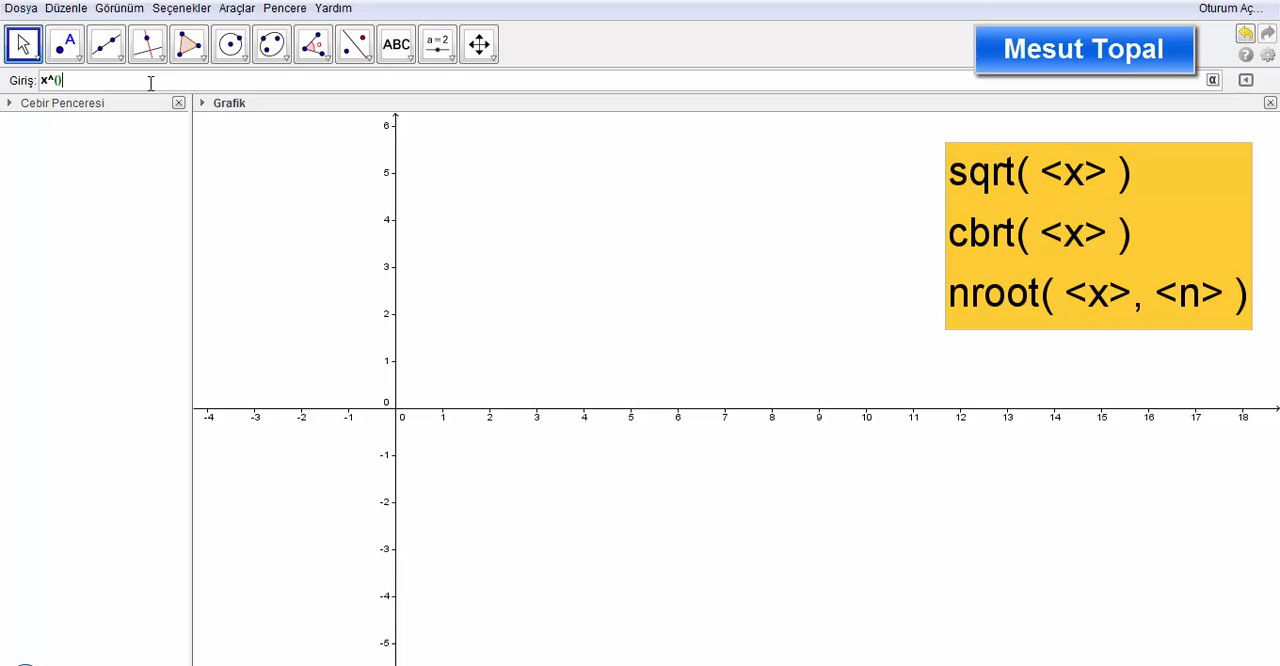 Dosya Düzenle Görünüm Seçenekler Araçlar Pencere Yardım Oturum Aç...
A ABC a=2 Mesut Topal
Giriş: x^() α
Cebir Penceresi Grafik
sqrt( <x> )
cbrt( <x> )
nroot( <x>, <n> )
6
5
4
3
2
1
0
-4 -3 -2 -1 0 1 2 3 4 5 6 7 8 9 10 11 12 13 14 15 16 17 18
-1
-2
-3
-4
-5